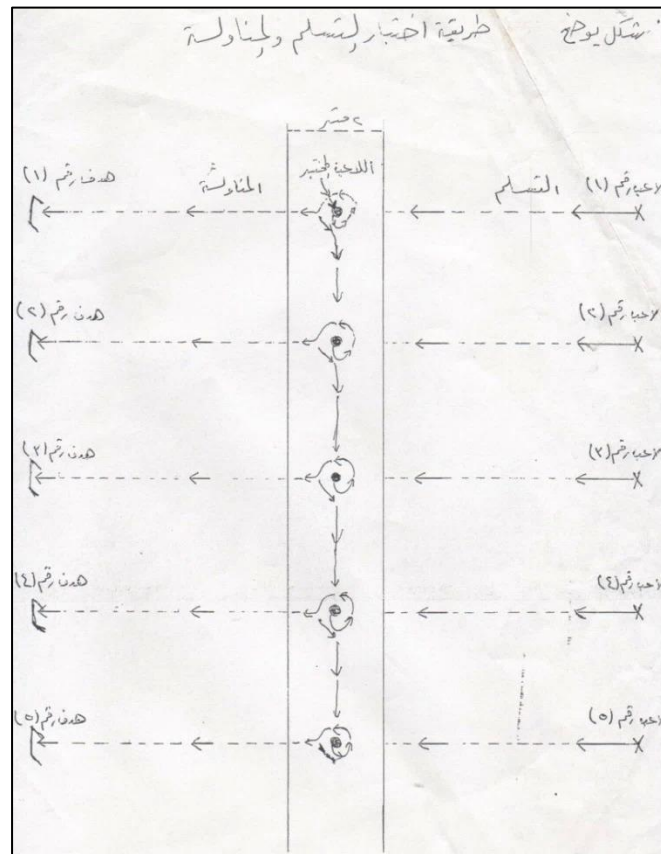 شكل يوضح طريقة اختبار التسلم والمناولة
٢ متر
لاعب رقم (١) التسلم اللاعب المختبر المناولة هدف رقم (١)
لاعب رقم (٢) هدف رقم (٢)
لاعب رقم (٣) هدف رقم (٣)
لاعب رقم (٤) هدف رقم (٤)
لاعب رقم (٥) هدف رقم (٥)